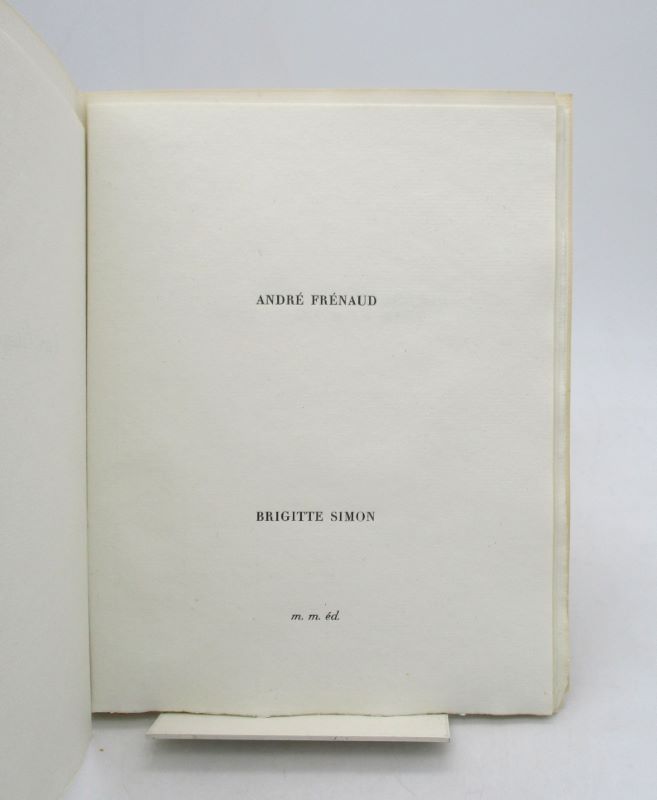 ANDRÉ FRÉNAUD
BRIGITTE SIMON
m. m. éd.